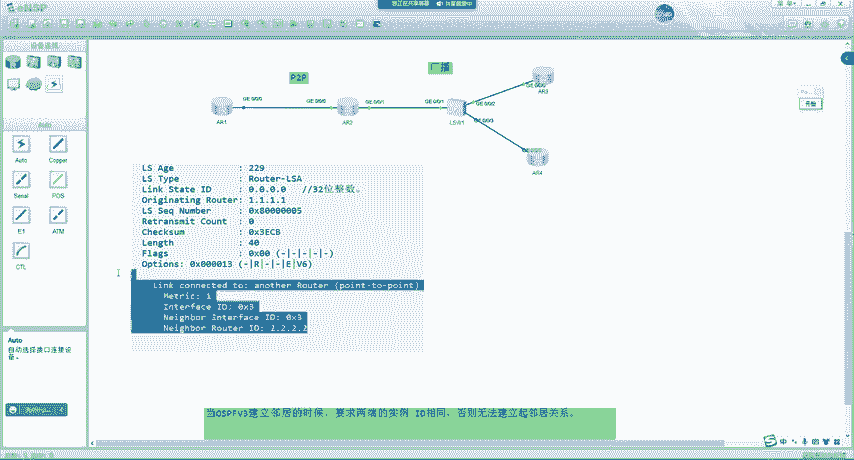 eNSP
P2P
广播
GE 0/0/0
GE 0/0/0
GE 0/0/1
GE 0/0/1
GE 0/0/2
GE 0/0/3
AR1
AR2
LSW1
AR3
AR4
Auto
Copper
Serial
POS
E1
ATM
CTL
Auto
自动选择接口连接设备。
LS Age : 229
LS Type : Router-LSA
Link State ID : 0.0.0.0 //32位整数。
Originating Router: 1.1.1.1
LS Seq Number : 0x80000005
Retransmit Count : 0
Checksum : 0x3ECB
Length : 40
Flags : 0x00 (-|-|-|-|-)
Options: 0x000013 (-|R|-|-|E|V6)
Link connected to: another Router (point-to-point)
Metric: 1
Interface ID: 0x3
Neighbor Interface ID: 0x3
Neighbor Router ID: 2.2.2.2
当OSPFV3建立邻居的时候，要求两端的实例 ID相同，否则无法建立起邻居关系。